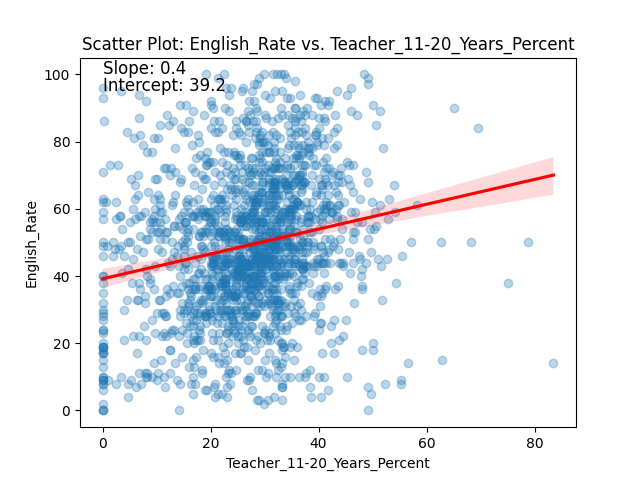 Scatter Plot: English_Rate vs. Teacher_11-20_Years_Percent
Slope: 0.4
Intercept: 39.2
100
80
60
40
20
0
English_Rate
0 20 40 60 80
Teacher_11-20_Years_Percent